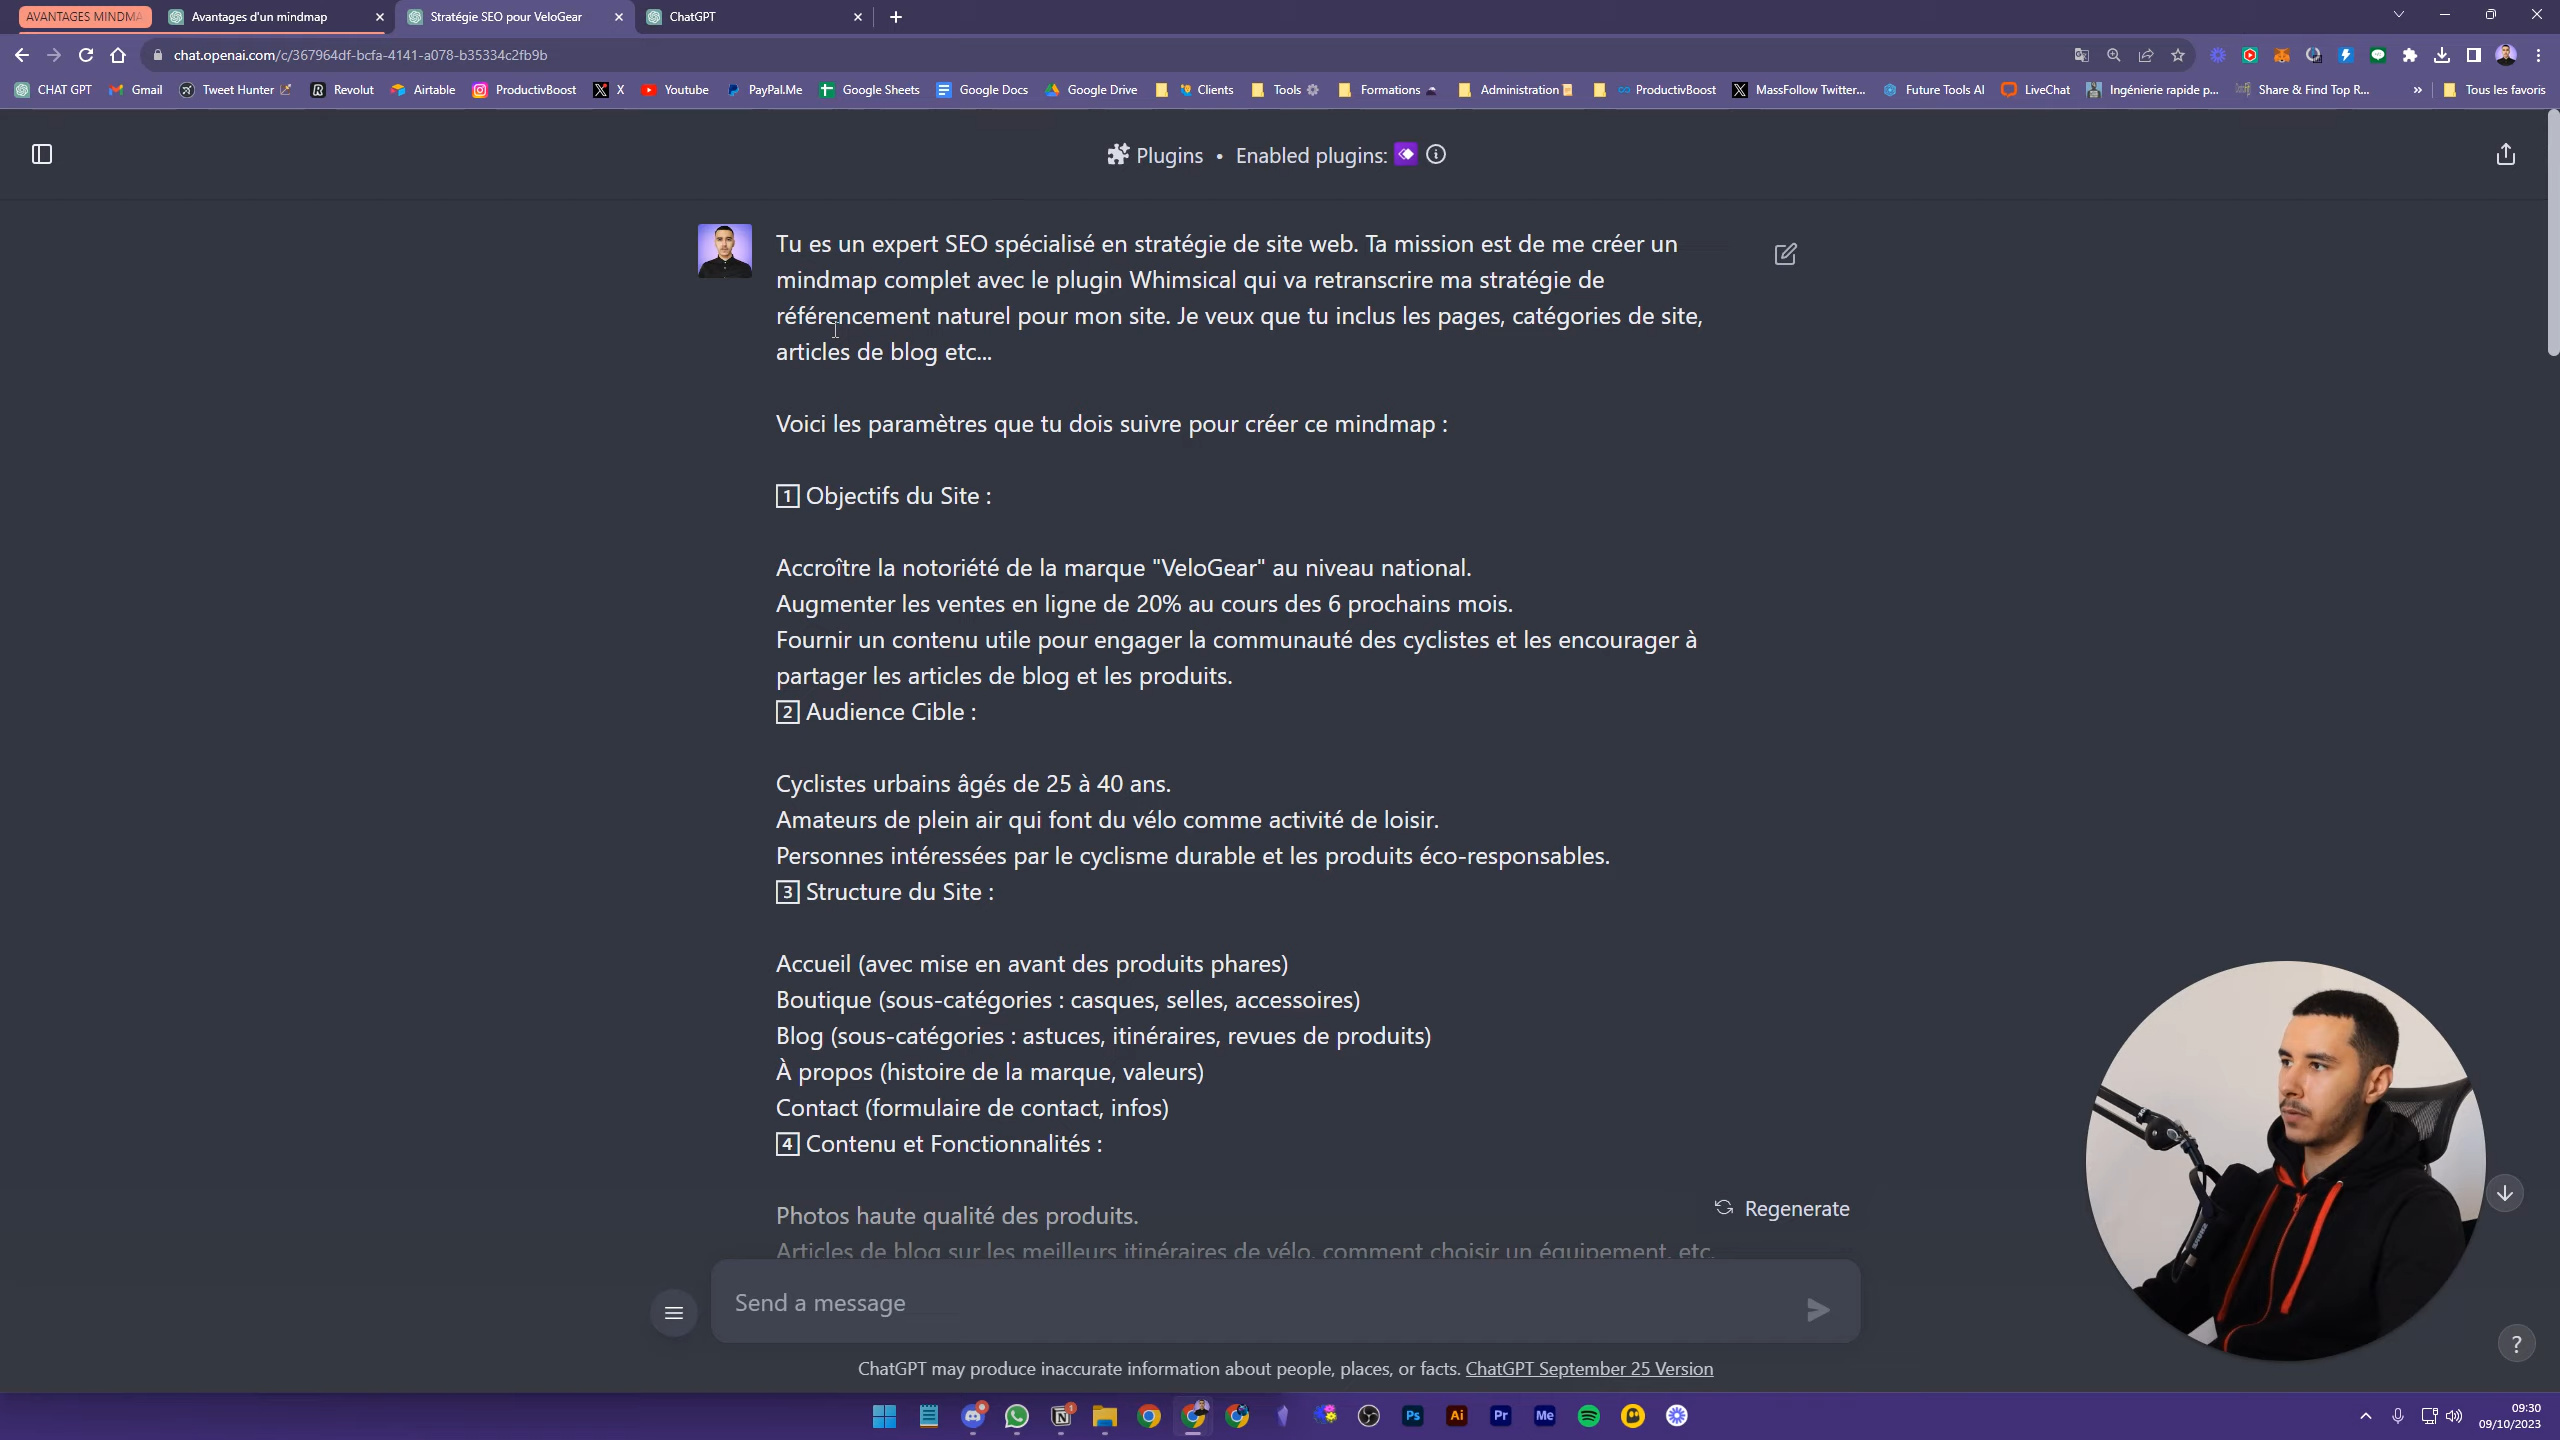 AVANTAGES MINDMA
Avantages d'un mindmap
Stratégie SEO pour VeloGear
ChatGPT
chat.openai.com/c/367964df-bcfa-4141-a078-b35334c2fb9b
CHAT GPT
Gmail
Tweet Hunter
Revolut
Airtable
ProductivBoost
X
Youtube
PayPal.Me
Google Sheets
Google Docs
Google Drive
Clients
Tools
Formations
Administration
ProductivBoost
MassFollow Twitter...
Future Tools AI
LiveChat
Ingénierie rapide p...
Share & Find Top R...
»
Tous les favoris
Plugins • Enabled plugins:
Tu es un expert SEO spécialisé en stratégie de site web. Ta mission est de me créer un
mindmap complet avec le plugin Whimsical qui va retranscrire ma stratégie de
référencement naturel pour mon site. Je veux que tu inclus les pages, catégories de site,
articles de blog etc...
Voici les paramètres que tu dois suivre pour créer ce mindmap :
1 Objectifs du Site :
Accroître la notoriété de la marque "VeloGear" au niveau national.
Augmenter les ventes en ligne de 20% au cours des 6 prochains mois.
Fournir un contenu utile pour engager la communauté des cyclistes et les encourager à
partager les articles de blog et les produits.
2 Audience Cible :
Cyclistes urbains âgés de 25 à 40 ans.
Amateurs de plein air qui font du vélo comme activité de loisir.
Personnes intéressées par le cyclisme durable et les produits éco-responsables.
3 Structure du Site :
Accueil (avec mise en avant des produits phares)
Boutique (sous-catégories : casques, selles, accessoires)
Blog (sous-catégories : astuces, itinéraires, revues de produits)
À propos (histoire de la marque, valeurs)
Contact (formulaire de contact, infos)
4 Contenu et Fonctionnalités :
Photos haute qualité des produits.
Regenerate
Articles de blog sur les meilleurs itinéraires de vélo, comment choisir un équipement, etc.
Send a message
?
ChatGPT may produce inaccurate information about people, places, or facts. ChatGPT September 25 Version
Ps
Ai
Pr
Me
09:30
09/10/2023